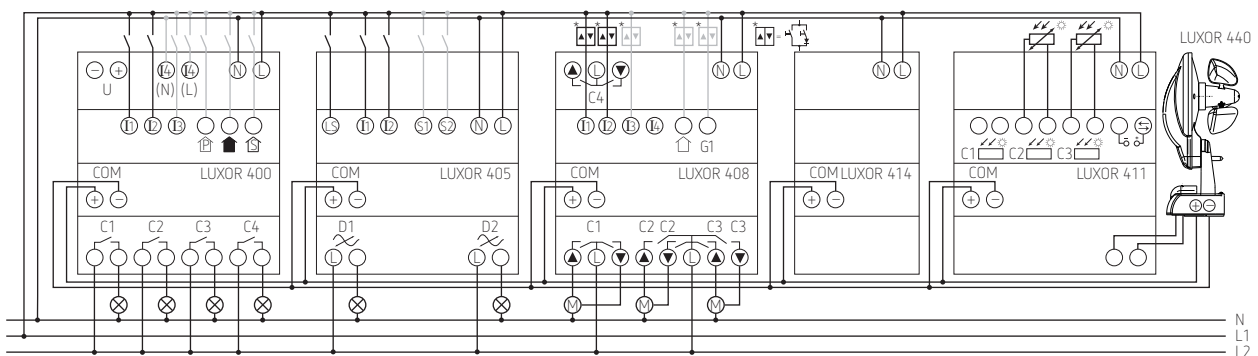 LUXOR 440
* * * * * * =
− + I4 I4 N L
U (N) (L)
L
C4
N L
N L
N L
I1 I2 I3
P S
LS I1 I2 S1 S2 N L
I1 I2 I3 I4
G1
C1 C2 C3
COM LUXOR 400
COM LUXOR 405
COM LUXOR 408
COM LUXOR 414
COM LUXOR 411
+ −
+ −
+ −
+ −
+ −
+ −
C1 C2 C3 C4
D1 D2
C1 C2 C2 C3 C3
L L
L L
M M M
N
L1
L2